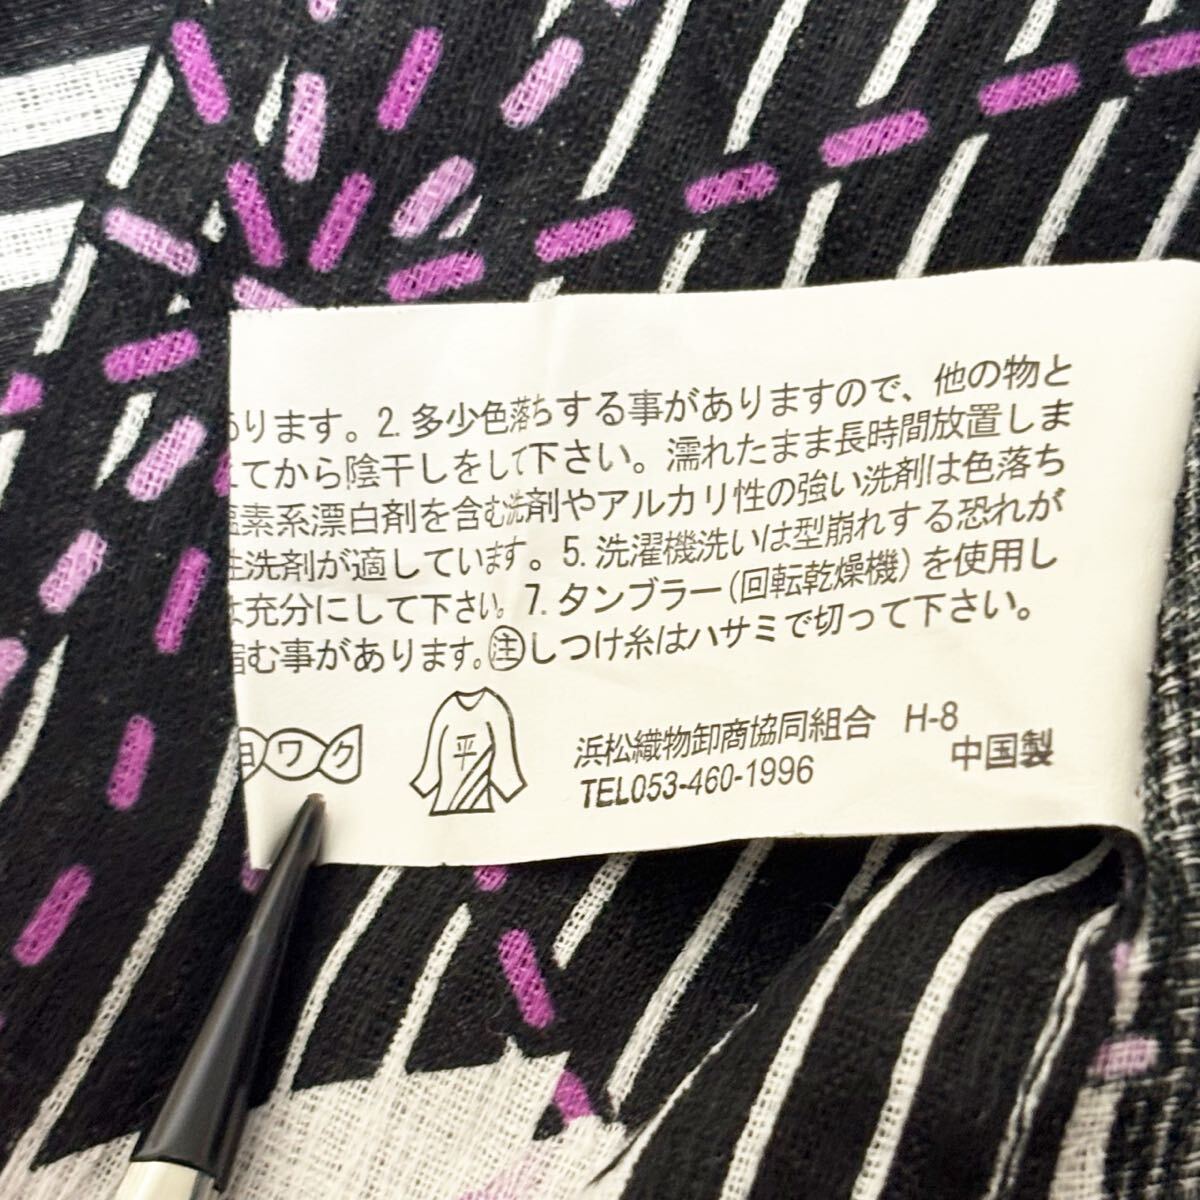 ります。2. 多少色落ちする事がありますので、他の物と
てから陰干しをして下さい。濡れたまま長時間放置しま
塩素系漂白剤を含む洗剤やアルカリ性の強い洗剤は色落ち
性洗剤が適しています。5. 洗濯機洗いは型崩れする恐れが
充分にして下さい。7. タンブラー(回転乾燥機)を使用し
縮む事があります。㊟しつけ糸はハサミで切って下さい。
ヨワク
平
浜松織物卸商協同組合 H-8
TEL053-460-1996
中国製